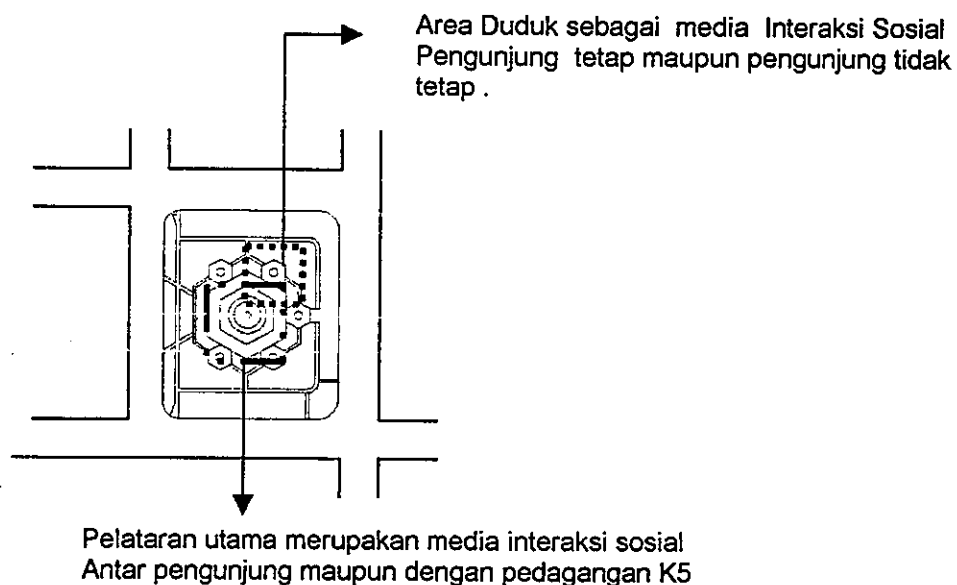 Area Duduk sebagai media Interaksi Sosial
Pengunjung tetap maupun pengunjung tidak
tetap .
Pelataran utama merupakan media interaksi sosial
Antar pengunjung maupun dengan pedagangan K5